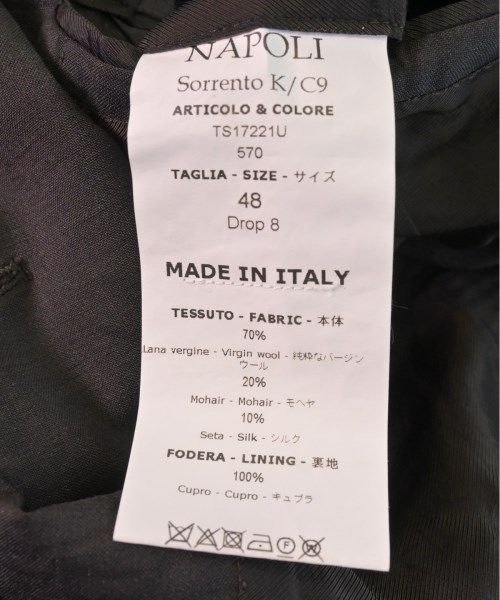 NAPOLI
Sorrento K/C9
ARTICOLO & COLORE
TS17221U
570
TAGLIA - SIZE - サイズ
48
Drop 8
MADE IN ITALY
TESSUTO - FABRIC - 本体
70%
Lana vergine - Virgin wool - 純粋なバージン
ウール
20%
Mohair - Mohair - モヘヤ
10%
Seta - Silk - シルク
FODERA - LINING - 裏地
100%
Cupro - Cupro - キュプラ
F